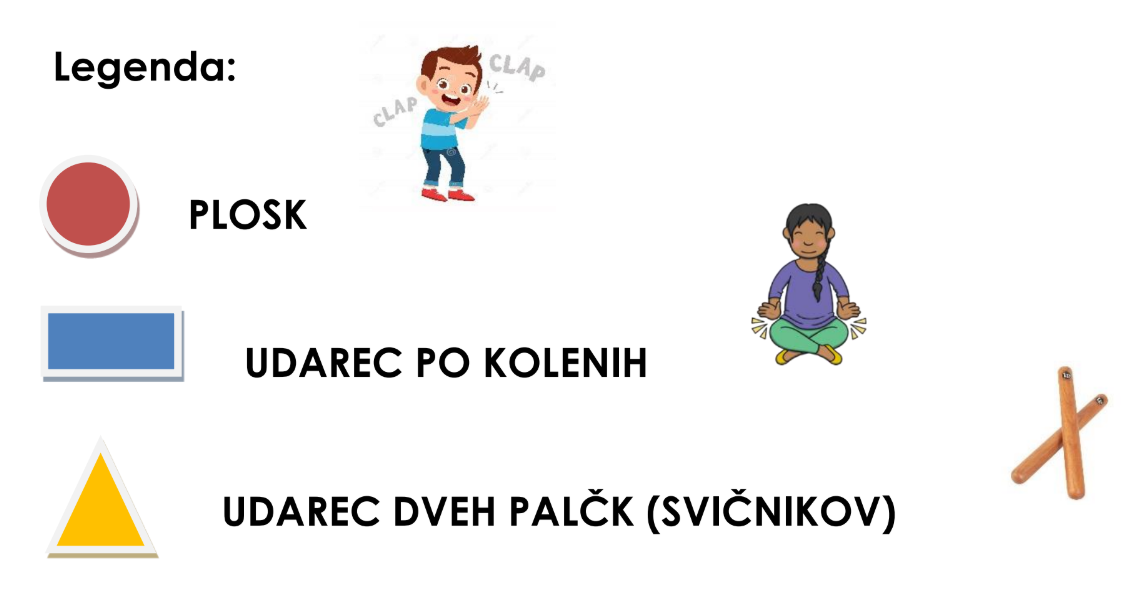 Legenda:
CLAP
CLAP
PLOSK
UDAREC PO KOLENIH
UDAREC DVEH PALČK (SVIČNIKOV)